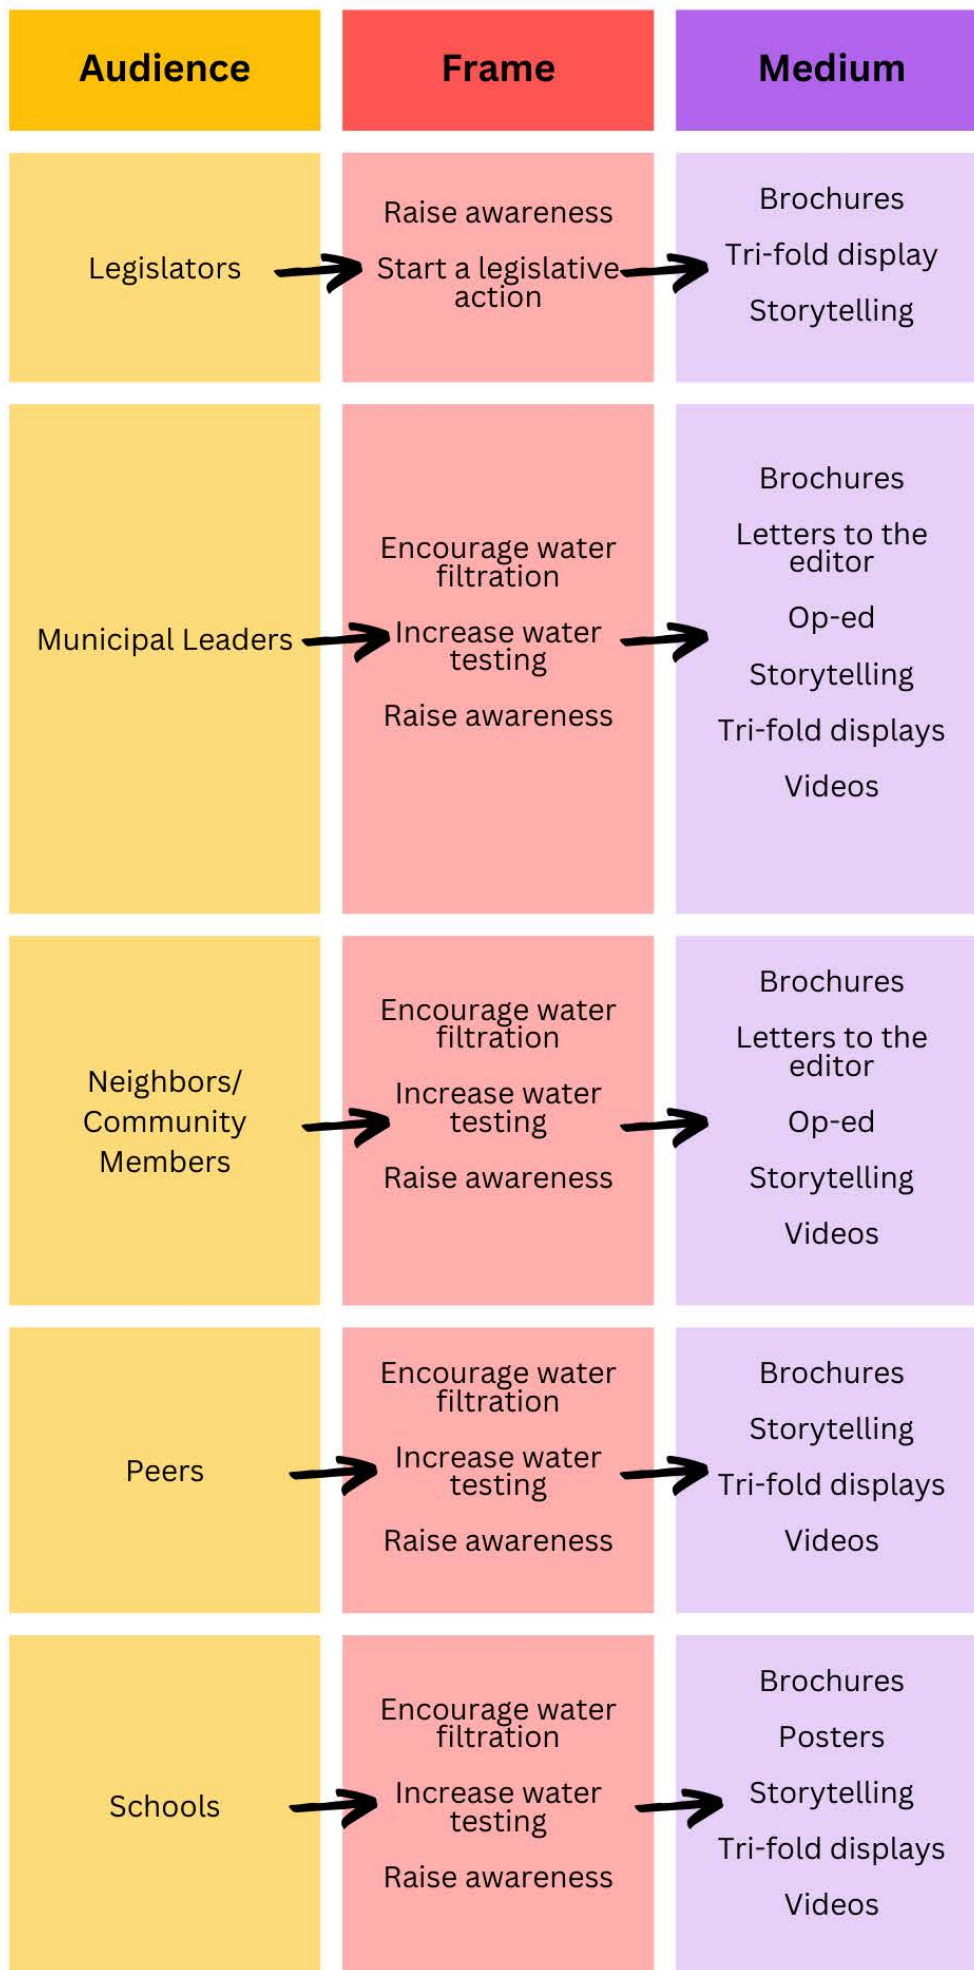 Audience
Frame
Medium
Legislators
Raise awareness
Start a legislative
action
Brochures
Tri-fold display
Storytelling
Municipal Leaders
Encourage water
filtration
Increase water
testing
Raise awareness
Brochures
Letters to the
editor
Op-ed
Storytelling
Tri-fold displays
Videos
Neighbors/
Community
Members
Encourage water
filtration
Increase water
testing
Raise awareness
Brochures
Letters to the
editor
Op-ed
Storytelling
Videos
Peers
Encourage water
filtration
Increase water
testing
Raise awareness
Brochures
Storytelling
Tri-fold displays
Videos
Schools
Encourage water
filtration
Increase water
testing
Raise awareness
Brochures
Posters
Storytelling
Tri-fold displays
Videos